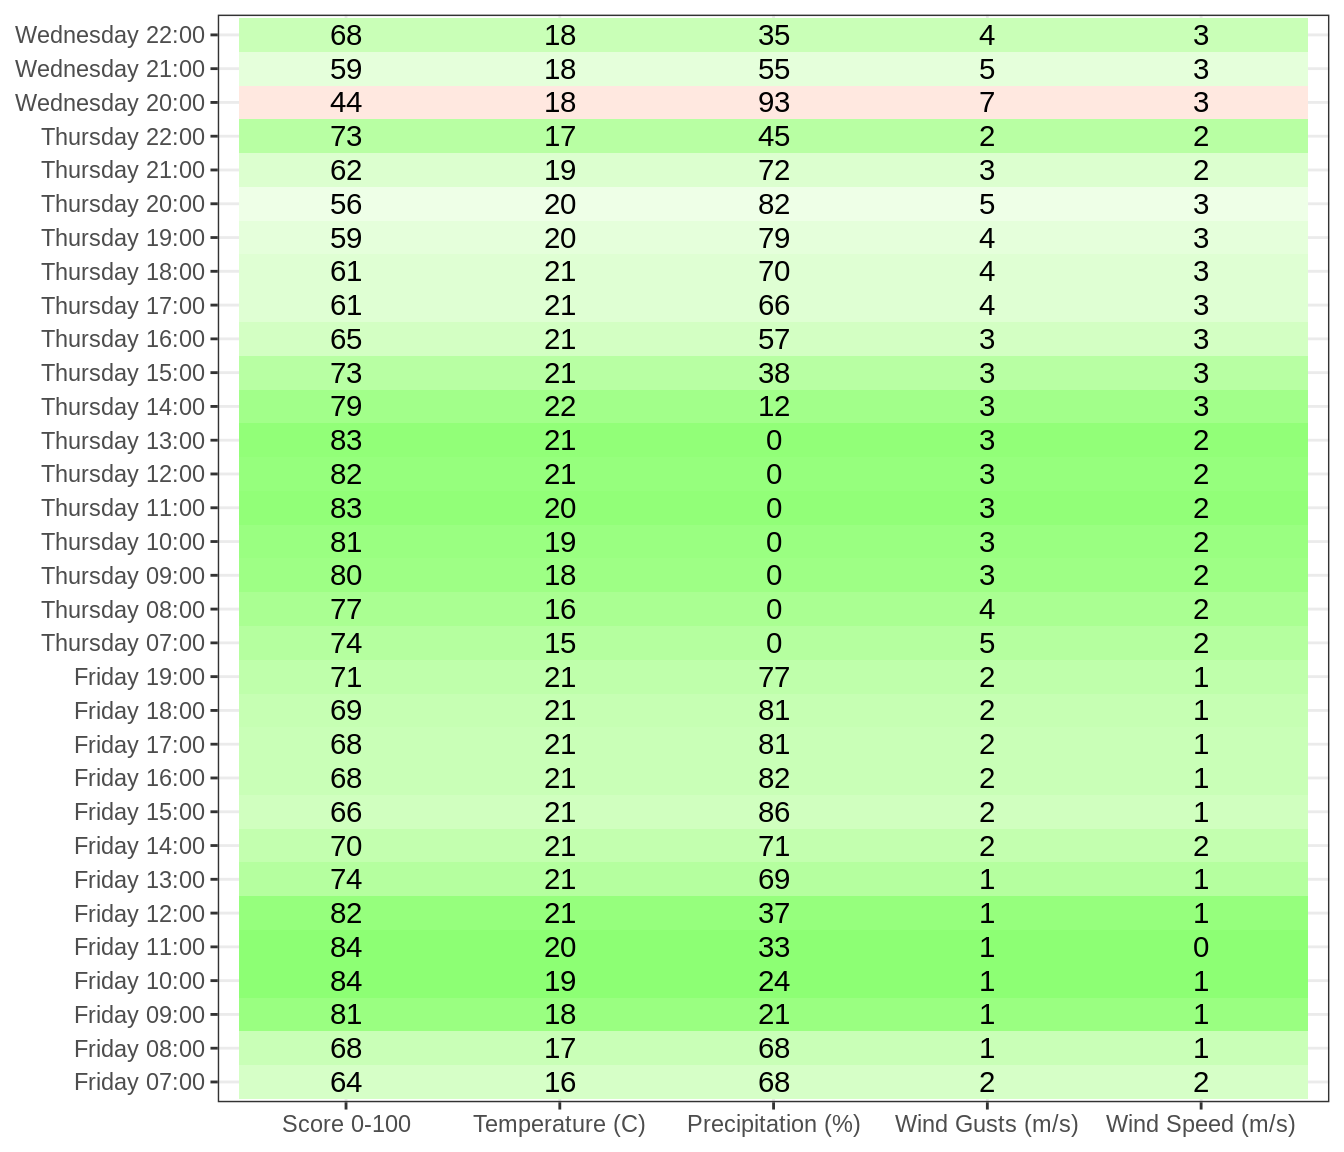 Wednesday 22:00 68 18 35 4 3
Wednesday 21:00 59 18 55 5 3
Wednesday 20:00 44 18 93 7 3
Thursday 22:00 73 17 45 2 2
Thursday 21:00 62 19 72 3 2
Thursday 20:00 56 20 82 5 3
Thursday 19:00 59 20 79 4 3
Thursday 18:00 61 21 70 4 3
Thursday 17:00 61 21 66 4 3
Thursday 16:00 65 21 57 3 3
Thursday 15:00 73 21 38 3 3
Thursday 14:00 79 22 12 3 3
Thursday 13:00 83 21 0 3 2
Thursday 12:00 82 21 0 3 2
Thursday 11:00 83 20 0 3 2
Thursday 10:00 81 19 0 3 2
Thursday 09:00 80 18 0 3 2
Thursday 08:00 77 16 0 4 2
Thursday 07:00 74 15 0 5 2
Friday 19:00 71 21 77 2 1
Friday 18:00 69 21 81 2 1
Friday 17:00 68 21 81 2 1
Friday 16:00 68 21 82 2 1
Friday 15:00 66 21 86 2 1
Friday 14:00 70 21 71 2 2
Friday 13:00 74 21 69 1 1
Friday 12:00 82 21 37 1 1
Friday 11:00 84 20 33 1 0
Friday 10:00 84 19 24 1 1
Friday 09:00 81 18 21 1 1
Friday 08:00 68 17 68 1 1
Friday 07:00 64 16 68 2 2
Score 0-100 Temperature (C) Precipitation (%) Wind Gusts (m/s) Wind Speed (m/s)